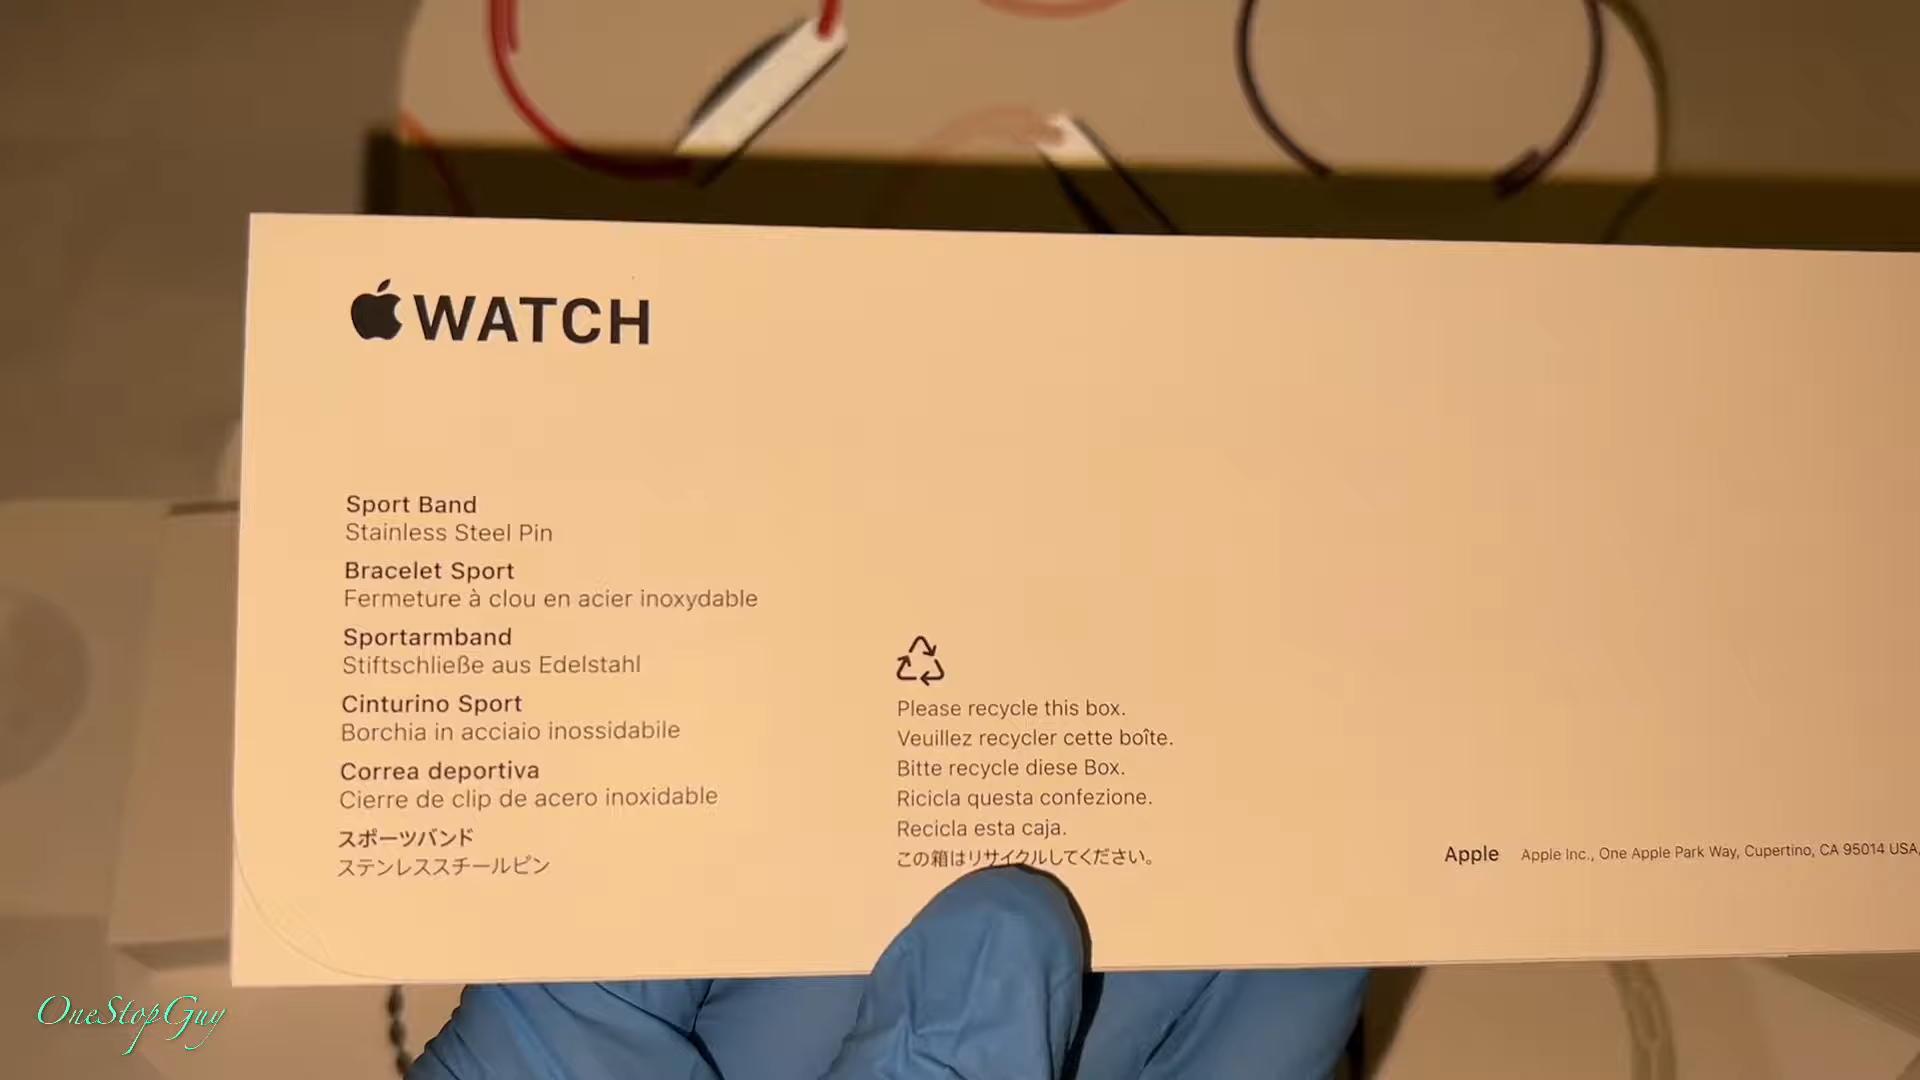 WATCH
Sport Band
Stainless Steel Pin
Bracelet Sport
Fermeture à clou en acier inoxydable
Sportarmband
Stiftschließe aus Edelstahl
Cinturino Sport
Borchia in acciaio inossidabile
Correa deportiva
Cierre de clip de acero inoxidable
スポーツバンド
ステンレススチールピン
Please recycle this box.
Veuillez recycler cette boîte.
Bitte recycle diese Box.
Ricicla questa confezione.
Recicla esta caja.
この箱はリサイクルしてください。
Apple Apple Inc., One Apple Park Way, Cupertino, CA 95014 USA,
OneStopGuy